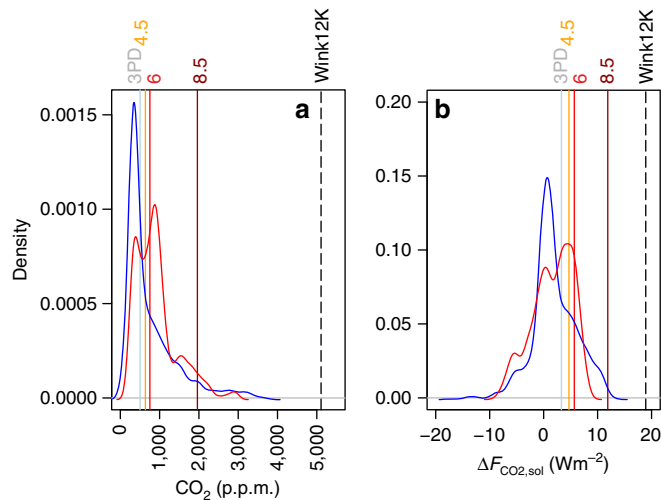 3PD
4.5
6
8.5
Wink12K
3PD
4.5
6
8.5
Wink12K
a
b
Density
0.0015
0.0010
0.0005
0.0000
0.20
0.15
0.10
0.05
0.00
0
1,000
2,000
3,000
4,000
5,000
−20
−10
0
10
20
CO2 (p.p.m.)
ΔFCO2,sol (Wm−2)